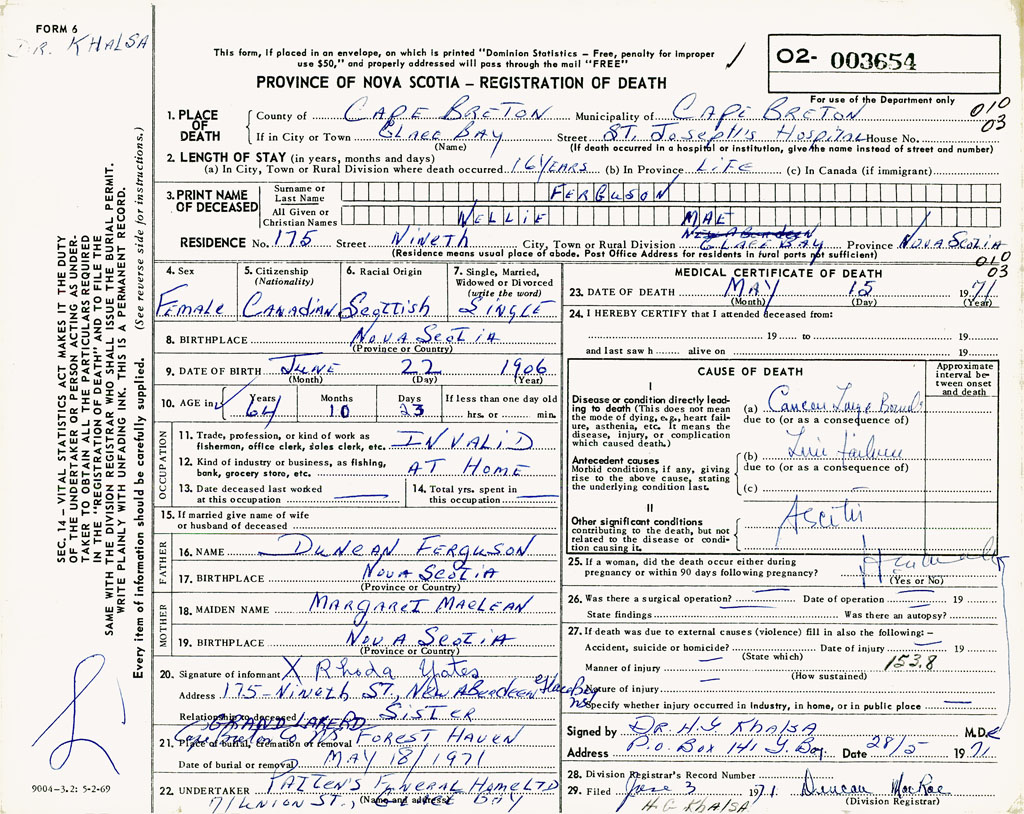 FORM 6
DR. KHALSA
This form, if placed in an envelope, on which is printed "Dominion Statistics – Free, penalty for improper
use $50," and properly addressed will pass through the mail "FREE"
O2- 003654
PROVINCE OF NOVA SCOTIA – REGISTRATION OF DEATH
For use of the Department only
010
03
1. PLACE OF DEATH
County of CAPE BRETON Municipality of CAPE BRETON
If in City or Town GLACE BAY Street ST. JOSEPH'S HOSPITAL House No.
(Name) (If death occurred in a hospital or institution, give the name instead of street and number)
2. LENGTH OF STAY (in years, months and days)
(a) In City, Town or Rural Division where death occurred 16 YEARS (b) In Province LIFE (c) In Canada (if immigrant)
3. PRINT NAME OF DECEASED
Surname or Last Name FERGUSON
All Given or Christian Names NELLIE MAE
New Aberdeen
RESIDENCE No. 175 Street NINETH City, Town or Rural Division GLACE BAY Province NOVA SCOTIA
(Residence means usual place of abode. Post Office Address for residents in rural parts not sufficient)
010
03
4. Sex
Female
5. Citizenship
(Nationality)
Canadian
6. Racial Origin
Scottish
7. Single, Married,
Widowed or Divorced
(write the word)
SINGLE
8. BIRTHPLACE NOVA SCOTIA
(Province or Country)
9. DATE OF BIRTH JUNE 22 1906
(Month) (Day) (Year)
10. AGE in Years Months Days If less than one day old
64 10 23 hrs. or min.
OCCUPATION
11. Trade, profession, or kind of work as
fisherman, office clerk, sales clerk, etc. INVALID
12. Kind of industry or business, as fishing,
bank, grocery store, etc. AT HOME
13. Date deceased last worked
at this occupation
14. Total yrs. spent in
this occupation
15. If married give name of wife
or husband of deceased
FATHER
16. NAME DUNCAN FERGUSON
17. BIRTHPLACE NOVA SCOTIA
(Province or Country)
MOTHER
18. MAIDEN NAME MARGARET MACLEAN
19. BIRTHPLACE NOVA SCOTIA
(Province or Country)
20. Signature of informant X Rhoda Yates
Address 175-NINETH ST, NEW ABERDEEN Glace Bay NS
Relationship to deceased SISTER
GRAND LAKE RD
21. Place of burial, cremation or removal FOREST HAVEN
Date of burial or removal MAY 18/1971
22. UNDERTAKER PATTEN'S FUNERAL HOME LTD
(Name and address)
71 UNION ST., GLACE BAY
MEDICAL CERTIFICATE OF DEATH
23. DATE OF DEATH MAY 15 1971
(Month) (Day) (Year)
24. I HEREBY CERTIFY that I attended deceased from:
19 to 19
and last saw h alive on 19
CAUSE OF DEATH
Approximate interval between onset and death
I
Disease or condition directly leading to death (This does not mean the mode of dying, e.g., heart failure, asthenia, etc. It means the disease, injury, or complication which caused death.)
(a) Cancer Large Bowel
due to (or as a consequence of)
Antecedent causes
Morbid conditions, if any, giving rise to the above cause, stating the underlying condition last.
(b) Liver failure
due to (or as a consequence of)
(c)
II
Other significant conditions
contributing to the death, but not related to the disease or condition causing it.
25. If a woman, did the death occur either during
pregnancy or within 90 days following pregnancy?
(Yes or No)
26. Was there a surgical operation? Date of operation 19
State findings Was there an autopsy?
27. If death was due to external causes (violence) fill in also the following: –
Accident, suicide or homicide? Date of injury 19
(State which)
153.8
Manner of injury
(How sustained)
Nature of injury
Specify whether injury occurred in industry, in home, or in public place
Signed by DR. H.G KHALSA M.D.
Address P.O. BOX 141 G. Bay Date 28/5 1971
28. Division Registrar's Record Number
29. Filed June 3 1971 Duncan MacRae
(Division Registrar)
H G KHALSA
SEC. 14 – VITAL STATISTICS ACT MAKES IT THE DUTY
OF THE UNDERTAKER OR PERSON ACTING AS UNDERTAKER TO OBTAIN ALL THE PARTICULARS REQUIRED
IN THE "REGISTRATION OF DEATH" AND TO FILE THE
SAME WITH THE DIVISION REGISTRAR WHO SHALL ISSUE THE BURIAL PERMIT.
WRITE PLAINLY WITH UNFADING INK. THIS IS A PERMANENT RECORD.
Every item of information should be carefully supplied. (See reverse side for instructions.)
9004-3.2: 5-2-69